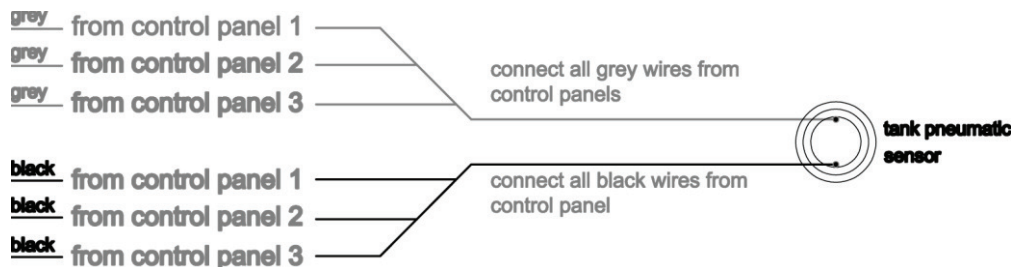 grey from control panel 1
grey from control panel 2
grey from control panel 3
connect all grey wires from
control panels
tank pneumatic
sensor
black from control panel 1
black from control panel 2
black from control panel 3
connect all black wires from
control panel